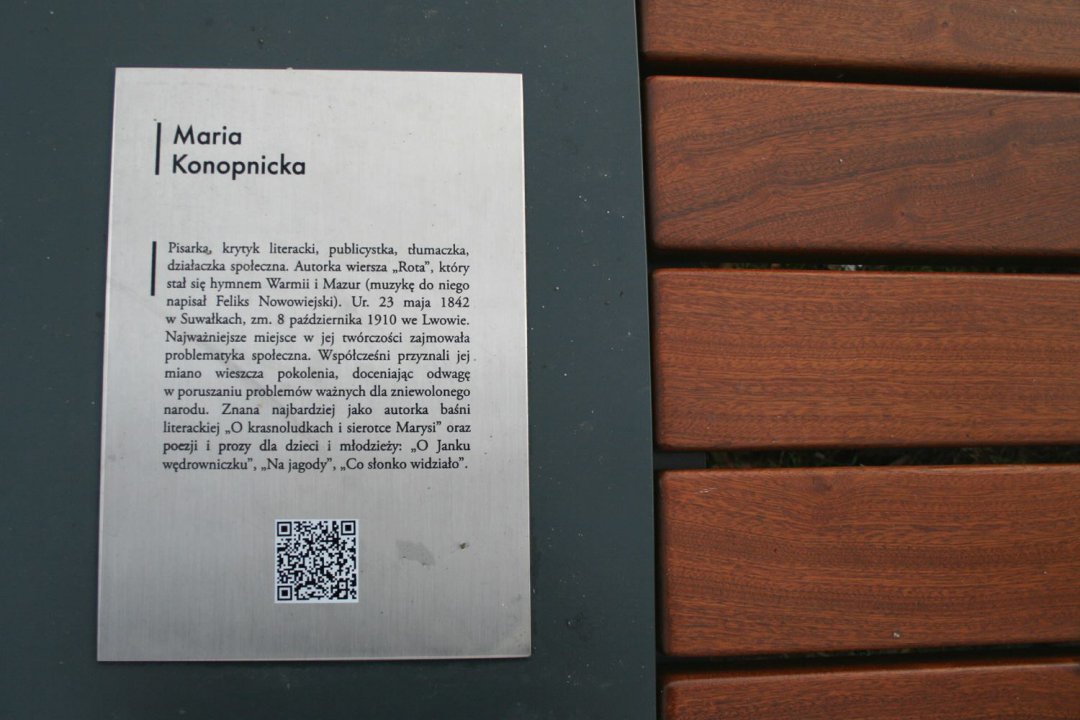 Maria
Konopnicka
Pisarka, krytyk literacki, publicystka, tłumaczka,
działaczka społeczna. Autorka wiersza „Rota”, który
stał się hymnem Warmii i Mazur (muzykę do niego
napisał Feliks Nowowiejski). Ur. 23 maja 1842
w Suwałkach, zm. 8 października 1910 we Lwowie.
Najważniejsze miejsce w jej twórczości zajmowała
problematyka społeczna. Współcześni przyznali jej
miano wieszcza pokolenia, doceniając odwagę
w poruszaniu problemów ważnych dla zniewolonego
narodu. Znana najbardziej jako autorka baśni
literackiej „O krasnoludkach i sierotce Marysi” oraz
poezji i prozy dla dzieci i młodzieży: „O Janku
wędrowniczku”, „Na jagody”, „Co słonko widziało”.